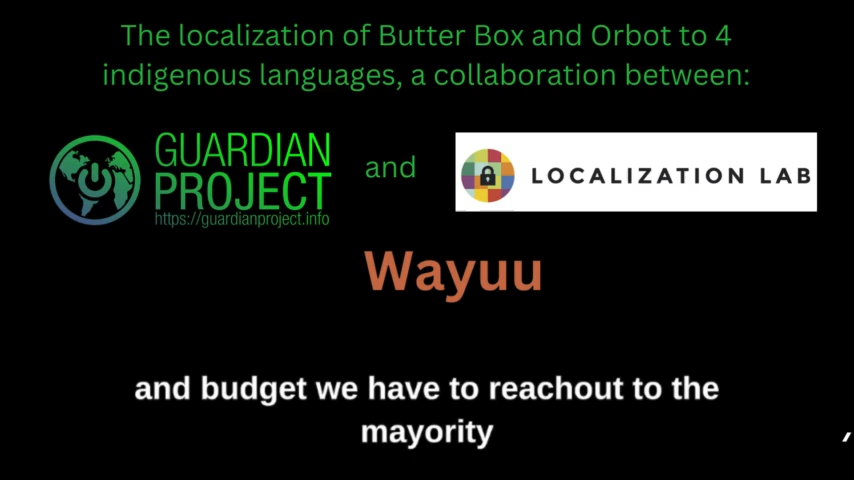 The localization of Butter Box and Orbot to 4
indigenous languages, a collaboration between:
GUARDIAN
PROJECT
https://guardianproject.info
and
LOCALIZATION LAB
Wayuu
and budget we have to reachout to the
mayority
,